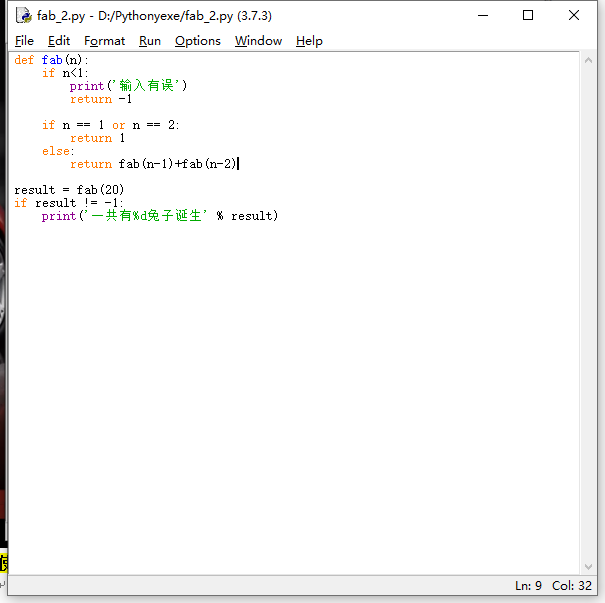 fab_2.py - D:/Pythonyexe/fab_2.py (3.7.3)
File Edit Format Run Options Window Help
def fab(n):
    if n<1:
        print('输入有误')
        return -1
    if n == 1 or n == 2:
        return 1
    else:
        return fab(n-1)+fab(n-2)
result = fab(20)
if result != -1:
    print('一共有%d兔子诞生' % result)
Ln: 9 Col: 32